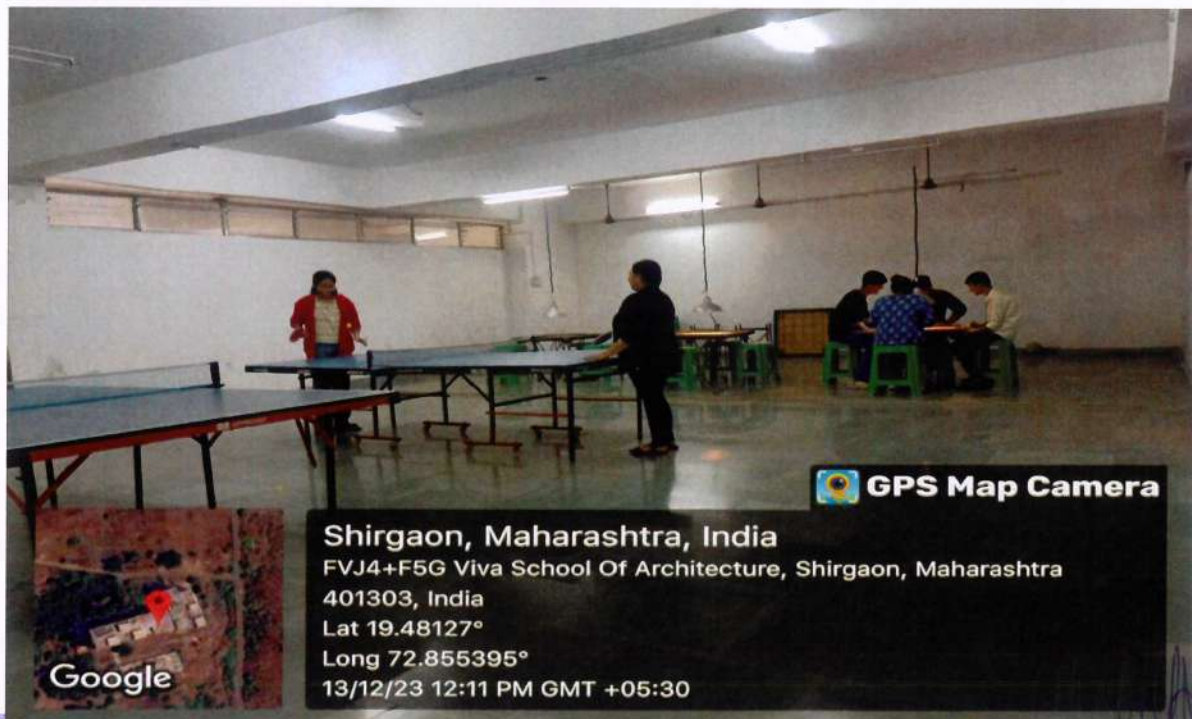 GPS Map Camera
Shirgaon, Maharashtra, India
FVJ4+F5G Viva School Of Architecture, Shirgaon, Maharashtra
401303, India
Lat 19.48127°
Long 72.855395°
13/12/23 12:11 PM GMT +05:30
Google